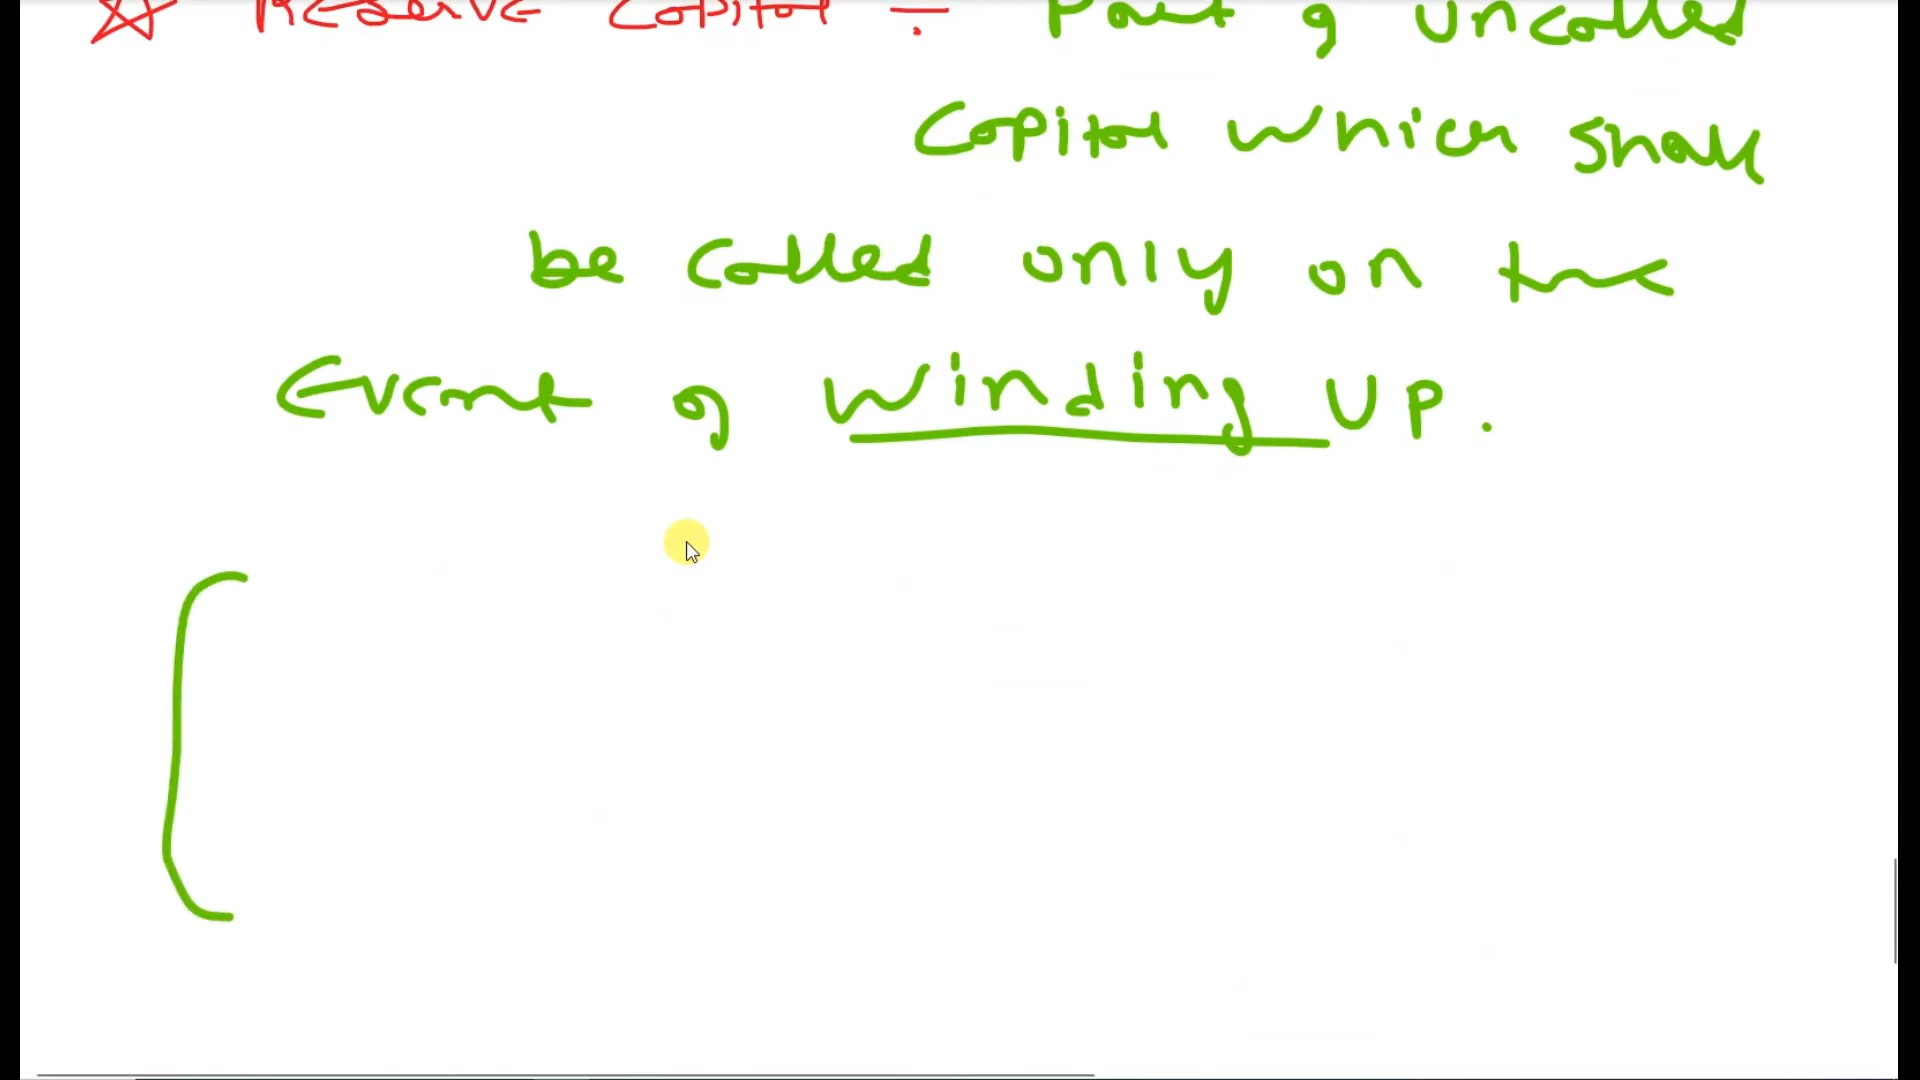 ☆ Reserve Capital :- Part of uncalled
Capital which shall
be called only on the
Event of winding up.